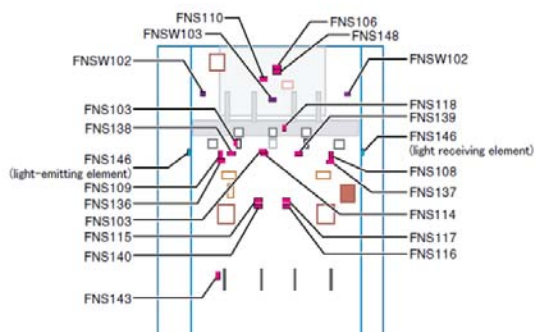 FNS110
FNS106
FNS148
FNSW103
FNSW102
FNSW102
FNS103
FNS138
FNS118
FNS139
FNS146
(light-emitting element)
FNS146
(light receiving element)
FNS109
FNS108
FNS136
FNS137
FNS103
FNS114
FNS115
FNS117
FNS140
FNS116
FNS143